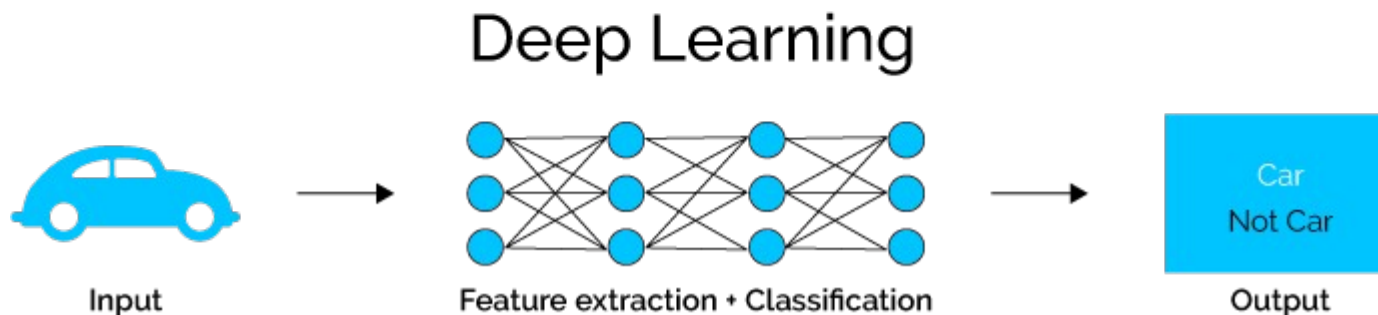 Deep Learning
Car
Not Car
Input
Feature extraction + Classification
Output